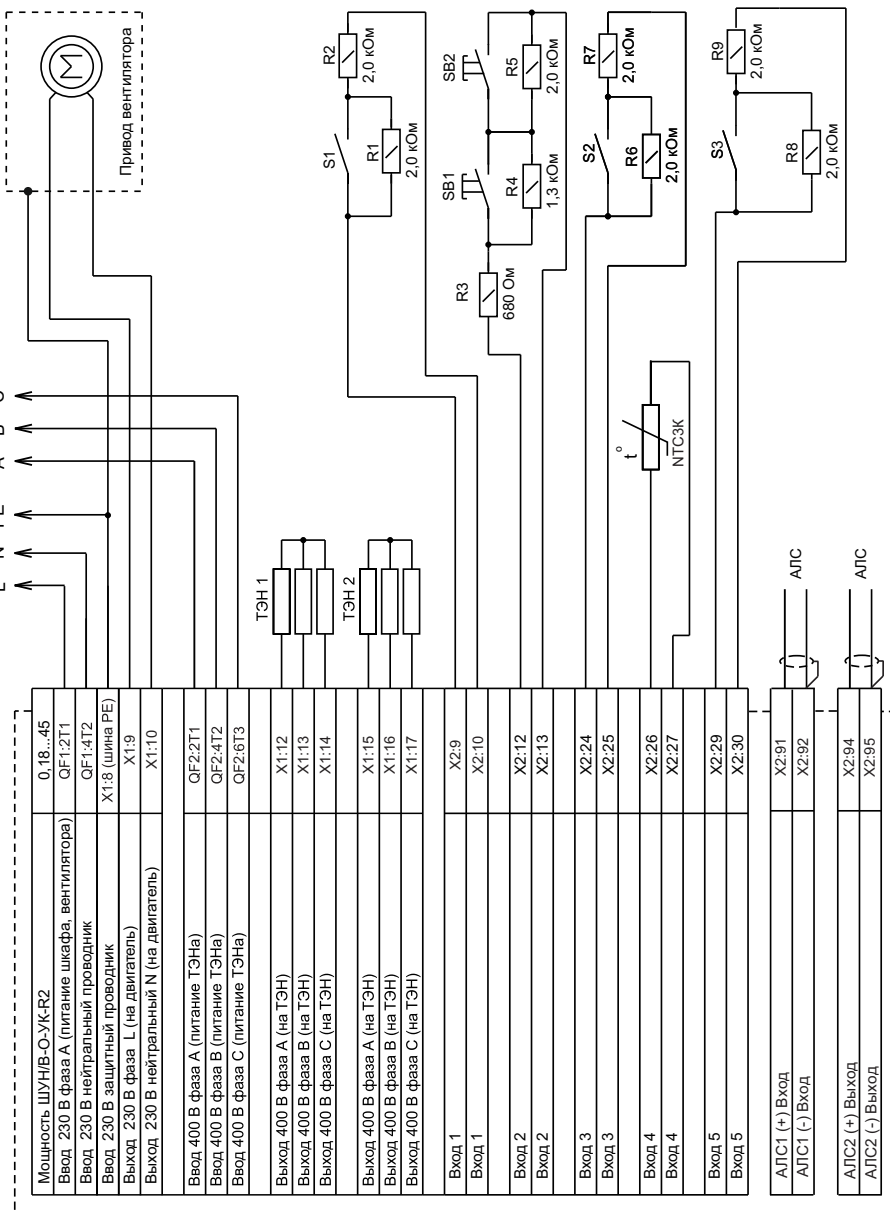 Привод вентилятора
M
L N PE A B C
Мощность ШУН/В-О-УК-R2 0,18...45
Ввод 230 В фаза А (питание шкафа, вентилятора) QF1:2T1
Ввод 230 В нейтральный проводник QF1:4T2
Ввод 230 В защитный проводник X1:8 (шина PE)
Выход 230 В фаза L (на двигатель) X1:9
Выход 230 В нейтральный N (на двигатель) X1:10
Ввод 400 В фаза А (питание ТЭНа) QF2:2T1
Ввод 400 В фаза В (питание ТЭНа) QF2:4T2
Ввод 400 В фаза С (питание ТЭНа) QF2:6T3
Выход 400 В фаза А (на ТЭН) X1:12
Выход 400 В фаза В (на ТЭН) X1:13
Выход 400 В фаза С (на ТЭН) X1:14
ТЭН 1
Выход 400 В фаза А (на ТЭН) X1:15
Выход 400 В фаза В (на ТЭН) X1:16
Выход 400 В фаза С (на ТЭН) X1:17
ТЭН 2
Вход 1 X2:9
Вход 1 X2:10
S1
R1
2,0 кОм
R2
2,0 кОм
Вход 2 X2:12
Вход 2 X2:13
R3
680 Ом
SB1
R4
1,3 кОм
SB2
R5
2,0 кОм
Вход 3 X2:24
Вход 3 X2:25
S2
R6
2,0 кОм
R7
2,0 кОм
Вход 4 X2:26
Вход 4 X2:27
t°
NTC3K
Вход 5 X2:29
Вход 5 X2:30
S3
R8
2,0 кОм
R9
2,0 кОм
АЛС1 (+) Вход X2:91
АЛС1 (-) Вход X2:92
АЛС
АЛС2 (+) Выход X2:94
АЛС2 (-) Выход X2:95
АЛС